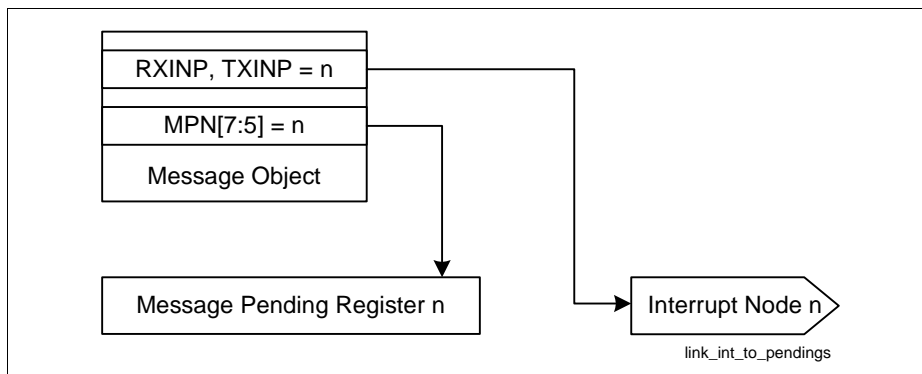 RXINP, TXINP = n
MPN[7:5] = n
Message Object
Message Pending Register n
Interrupt Node n
link_int_to_pendings